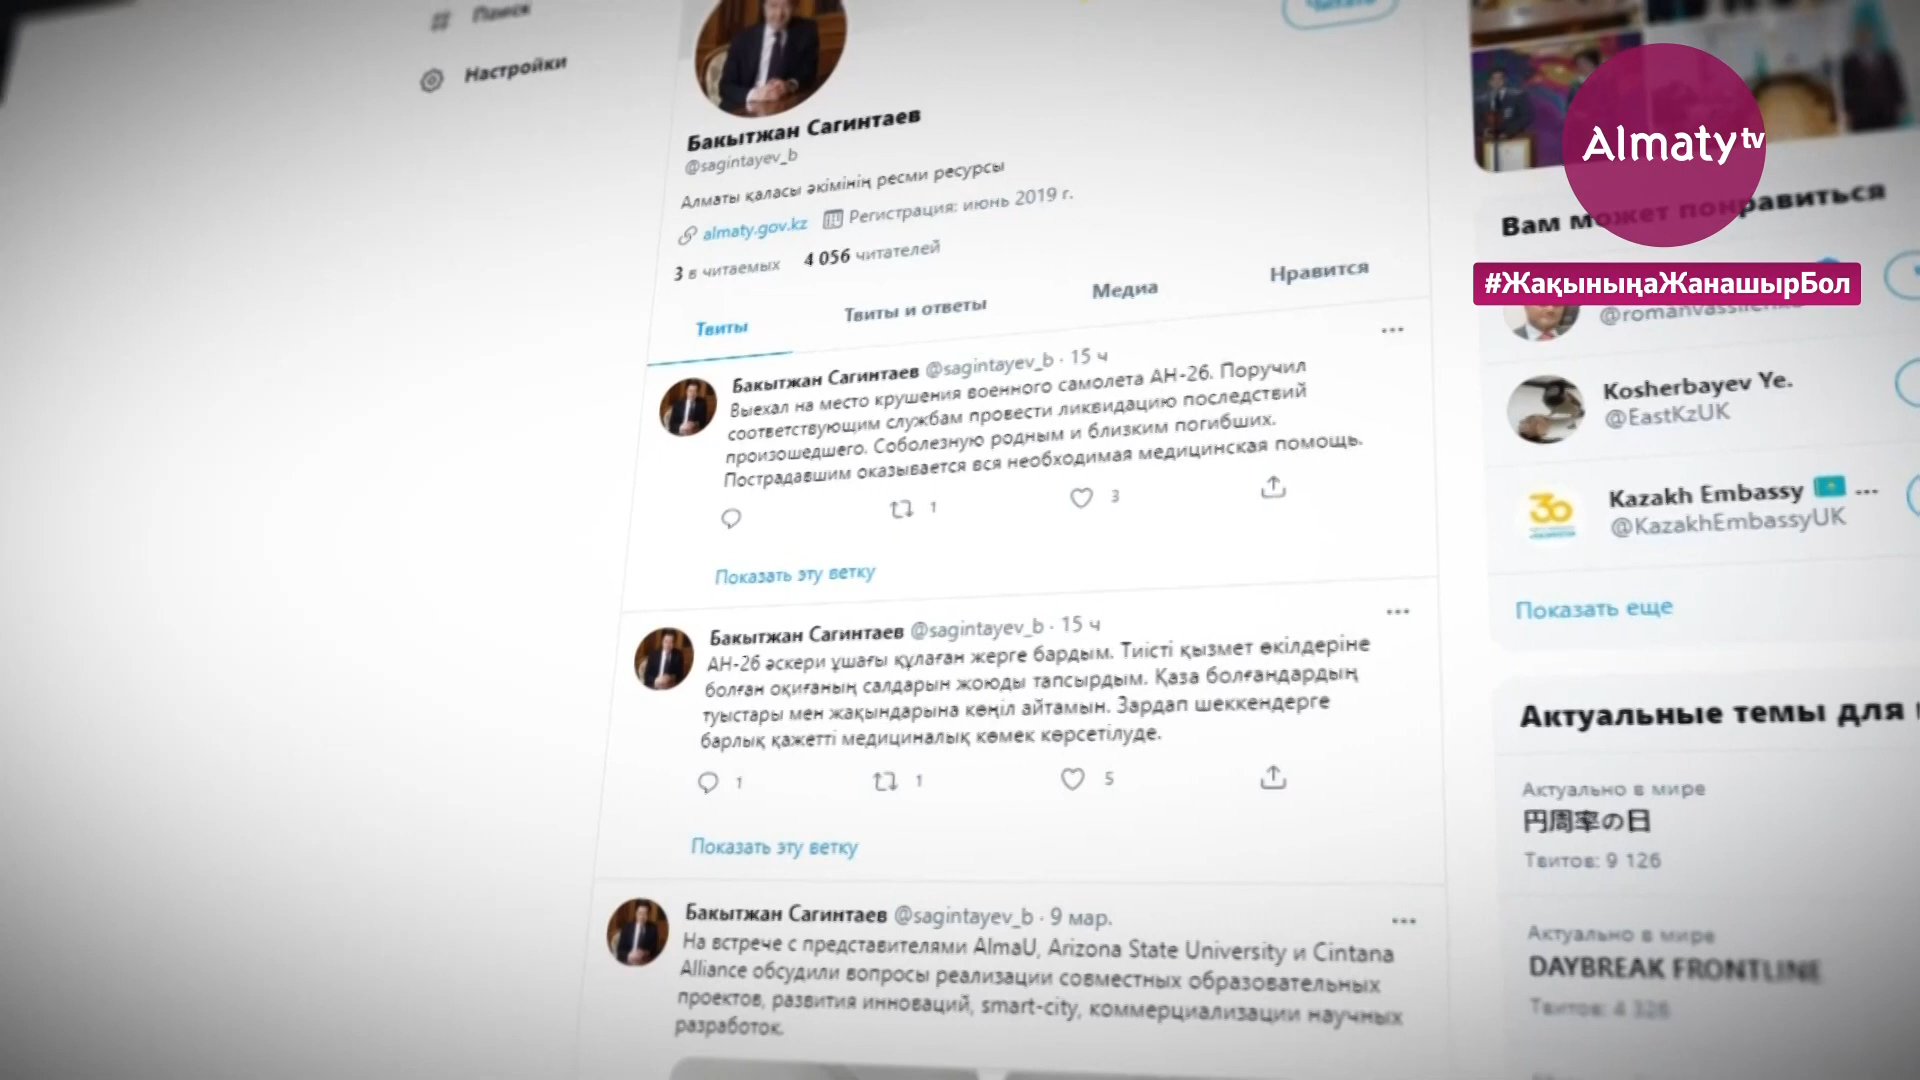 Поиск
Настройки
Читать
Бакытжан Сагинтаев
@sagintayev_b
Алматы қаласы әкімінің ресми ресурсы
almaty.gov.kz Регистрация: июнь 2019 г.
3 в читаемых 4 056 читателей
Твиты Твиты и ответы Медиа Нравится
Бакытжан Сагинтаев @sagintayev_b · 15 ч
Выехал на место крушения военного самолета АН-26. Поручил
соответствующим службам провести ликвидацию последствий
произошедшего. Соболезную родным и близким погибших.
Пострадавшим оказывается вся необходимая медицинская помощь.
1 3
Показать эту ветку
Бакытжан Сагинтаев @sagintayev_b · 15 ч
АН-26 әскери ұшағы құлаған жерге бардым. Тиісті қызмет өкілдеріне
болған оқиғаның салдарын жоюды тапсырдым. Қаза болғандардың
туыстары мен жақындарына көңіл айтамын. Зардап шеккендерге
барлық қажетті медициналық көмек көрсетілуде.
1 1 5
Показать эту ветку
Бакытжан Сагинтаев @sagintayev_b · 9 мар.
На встрече с представителями AlmaU, Arizona State University и Cintana
Alliance обсудили вопросы реализации совместных образовательных
проектов, развития инноваций, smart-city, коммерциализации научных
разработок.
Almaty tv
#ЖақыныңаЖанашырБол
Вам может понравиться
Kosherbayev Ye.
@EastKzUK
30
Kazakh Embassy ...
@KazakhEmbassyUK
Показать еще
Актуальные темы для
Актуально в мире
円周率の日
Твитов: 9 126
Актуально в мире
DAYBREAK FRONTLINE
Твитов: 4 326